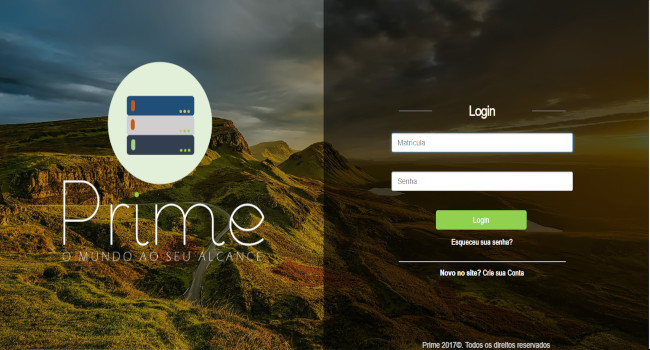 Prime
O MUNDO AO SEU ALCANCE
Login
Matrícula
Senha
Login
Esqueceu sua senha?
Novo no site? Crie sua Conta
Prime 2017©. Todos os direitos reservados